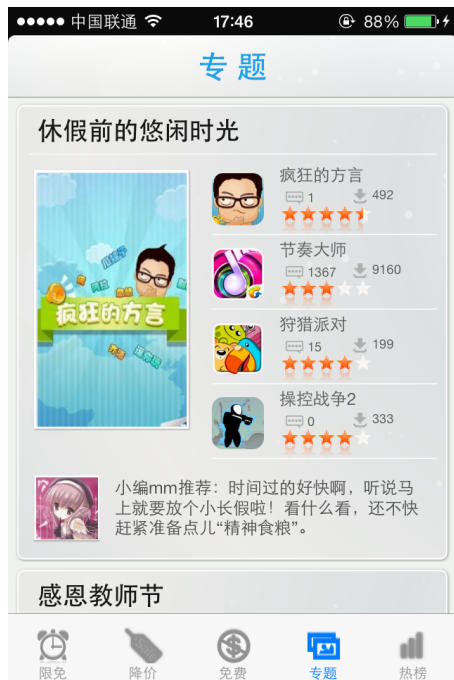 中国联通 17:46 88%
专 题
休假前的悠闲时光
疯狂的方言
疯狂的方言
1 492
节奏大师
1367 9160
狩猎派对
15 199
操控战争2
0 333
小编mm推荐：时间过的好快啊，听说马
上就要放个小长假啦！看什么看，还不快
赶紧准备点儿“精神食粮”。
感恩教师节
Sale
限免 降价 免费 专题 热榜